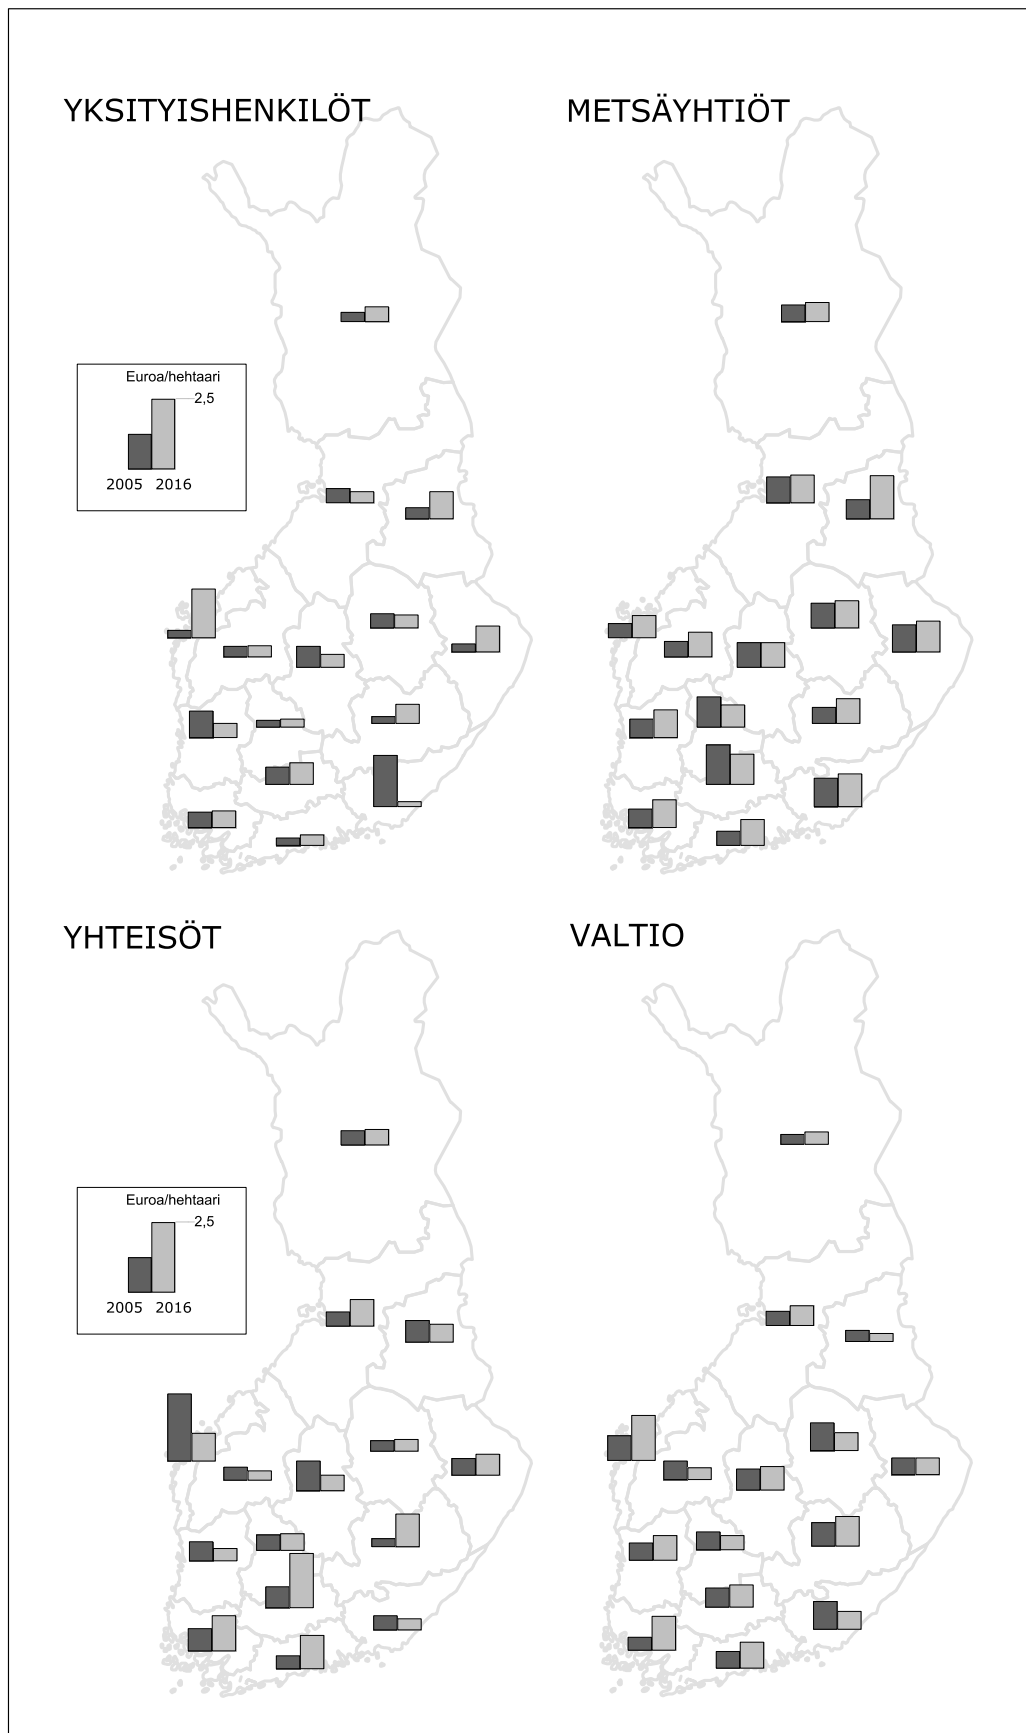 YKSITYISHENKILÖT
METSÄYHTIÖT
Euroa/hehtaari
2,5
2005 2016
YHTEISÖT
VALTIO
Euroa/hehtaari
2,5
2005 2016